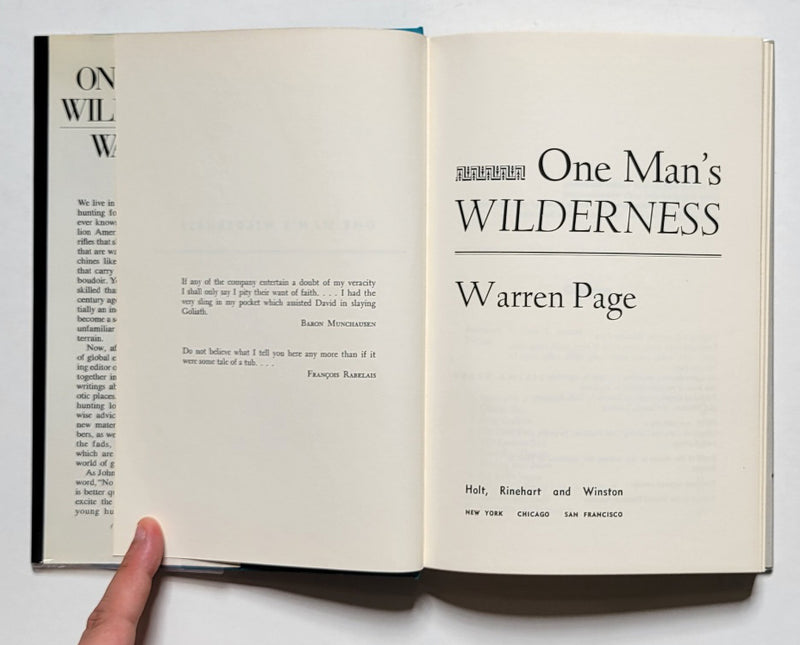 ON
WIL
WA
We live in
hunting fo
ever know
lion Amer
rifles that s
that are wa
chines like
that carry
boudoir. Y
skilled tha
century ag
tially an in
become a s
unfamiliar
terrain.
Now, af
of global e
ing editor o
together in
writings ab
otic places
hunting lo
wise advic
new mater
bers, as we
the fads,
which are
world of g
As John
word, "No
is better qu
excite the
young hu
If any of the company entertain a doubt of my veracity
I shall only say I pity their want of faith. . . . I had the
very sling in my pocket which assisted David in slaying
Goliath.
Baron Munchausen
Do not believe what I tell you here any more than if it
were some tale of a tub. . . .
François Rabelais
One Man's
WILDERNESS
Warren Page
Holt, Rinehart and Winston
NEW YORK CHICAGO SAN FRANCISCO